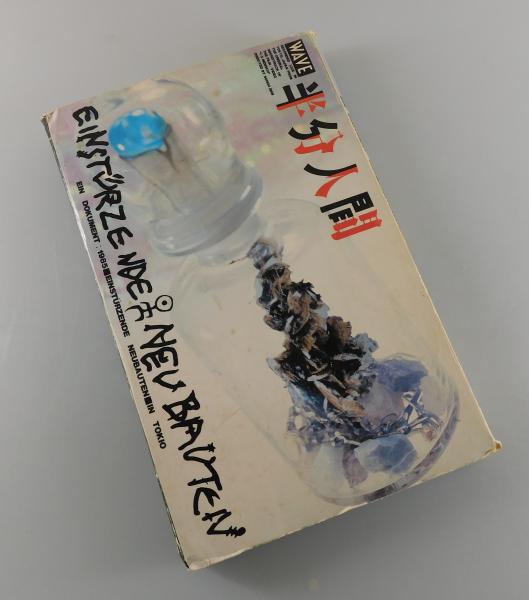 WAVE
半分人間
EINSTÜRZENDE NEUBAUTEN
EIN DOKUMENT・1985■EINSTÜRZENDE NEUBAUTEN■IN TOKIO